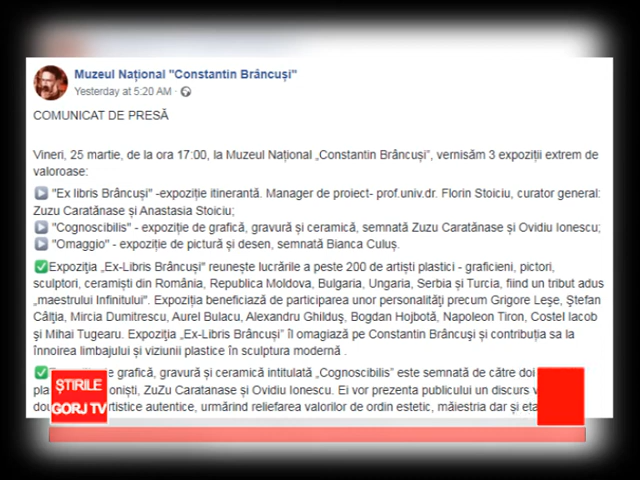 Muzeul Național "Constantin Brâncuși"
Yesterday at 5:20 AM ·
COMUNICAT DE PRESĂ
Vineri, 25 martie, de la ora 17:00, la Muzeul Național „Constantin Brâncuși”, vernisăm 3 expoziții extrem de
valoroase:
"Ex libris Brâncuși" -expoziție itinerantă. Manager de proiect- prof.univ.dr. Florin Stoiciu, curator general:
Zuzu Caratănase și Anastasia Stoiciu;
"Cognoscibilis" - expoziție de grafică, gravură și ceramică, semnată Zuzu Caratănase și Ovidiu Ionescu;
"Omaggio" - expoziție de pictură și desen, semnată Bianca Culuș.
Expoziţia „Ex-Libris Brâncuși” reunește lucrările a peste 200 de artiști plastici - graficieni, pictori,
sculptori, ceramiști din România, Republica Moldova, Bulgaria, Ungaria, Serbia și Turcia, fiind un tribut adus
„maestrului Infinitului”. Expoziția beneficiază de participarea unor personalități precum Grigore Leșe, Ștefan
Câlția, Mircia Dumitrescu, Aurel Bulacu, Alexandru Ghilduș, Bogdan Hojbotă, Napoleon Tiron, Costel Iacob
și Mihai Tugearu. Expoziţia „Ex-Libris Brâncuși” îl omagiază pe Constantin Brâncuşi și contribuția sa la
înnoirea limbajului și viziunii plastice în sculptura modernă .
de grafică, gravură și ceramică intitulată „Cognoscibilis” este semnată de către doi
ZuZu Caratanase și Ovidiu Ionescu. Ei vor prezenta publicului un discurs
autentice, urmărind reliefarea valorilor de ordin estetic, măiestria dar și
ȘTIRILE
GORJ TV